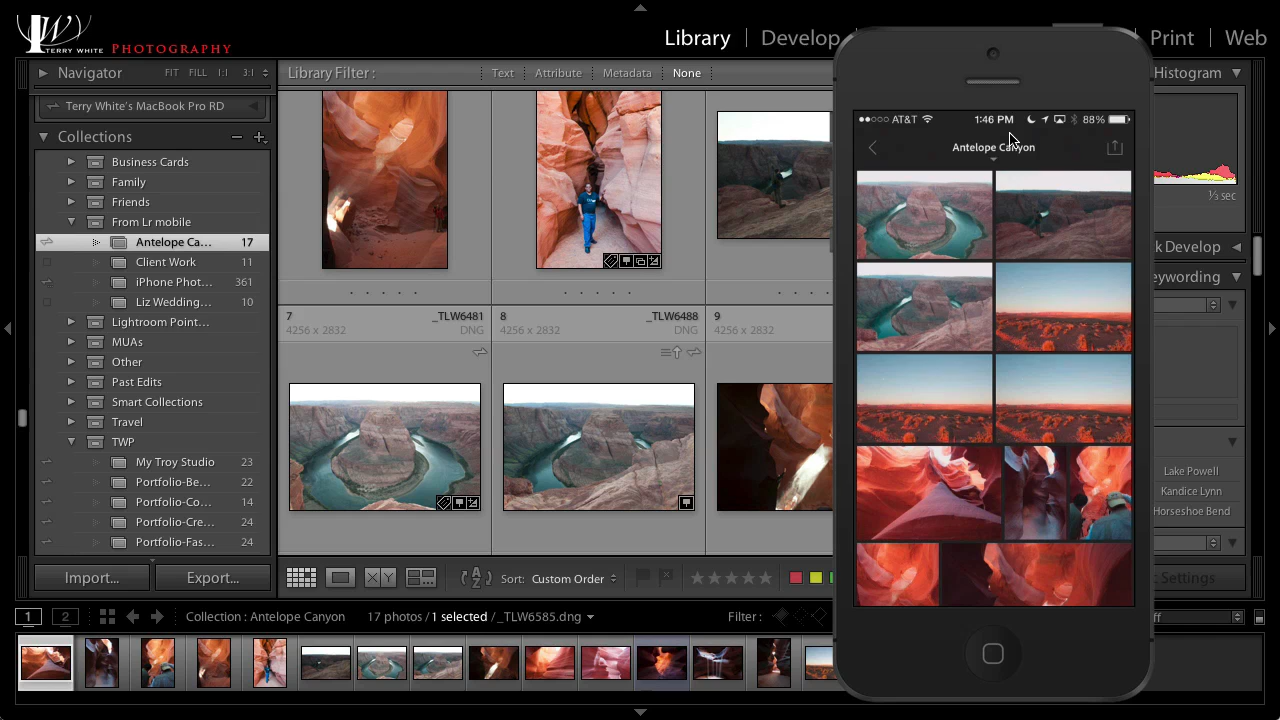 TERRY WHITE PHOTOGRAPHY
Library | Develop
Print | Web
Navigator FIT FILL 1:1 3:1
Terry White's MacBook Pro RD
Collections
Business Cards
Family
Friends
From Lr mobile
Antelope Ca... 17
Client Work 11
iPhone Phot... 361
Liz Wedding... 10
Lightroom Point...
MUAs
Other
Past Edits
Smart Collections
Travel
TWP
My Troy Studio 23
Portfolio-Be... 22
Portfolio-Co... 14
Portfolio-Cre... 24
Portfolio-Fas... 24
Import...
Export...
Library Filter : Text | Attribute | Metadata | None
7 _TLW6481
4256 x 2832 DNG
8 _TLW6488
4256 x 2832 DNG
9
4256 x 2832
Sort: Custom Order
AT&T 1:46 PM 88%
Antelope Canyon
Histogram
⅓ sec
k Develop
eywording
Lake Powell
Kandice Lynn
Horseshoe Bend
Settings
1 2 Collection : Antelope Canyon 17 photos / 1 selected / _TLW6585.dng Filter : ff